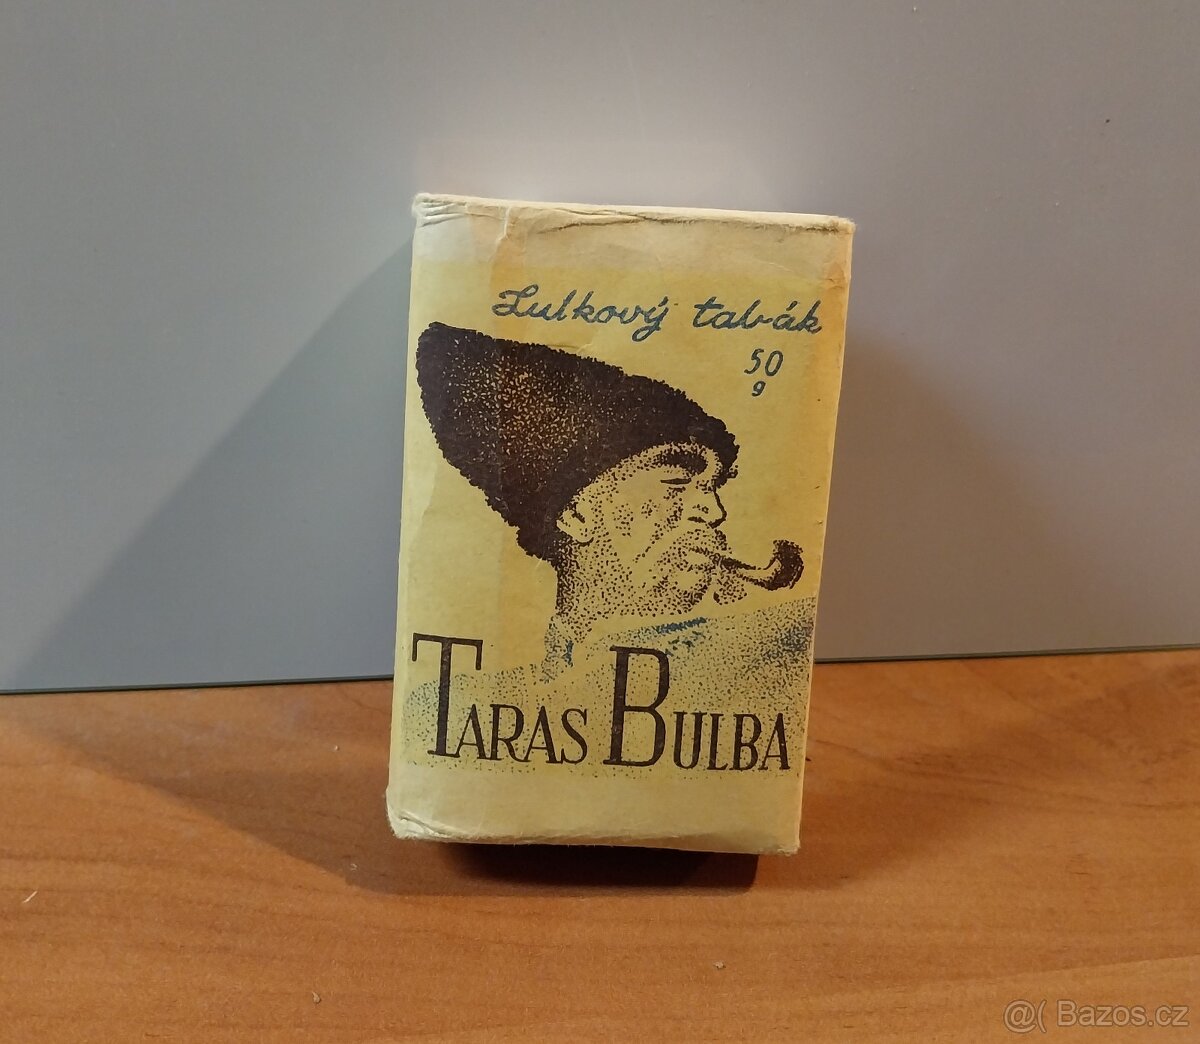 Lulkový tabák
50
g
TARAS BULBA
@( Bazos.cz